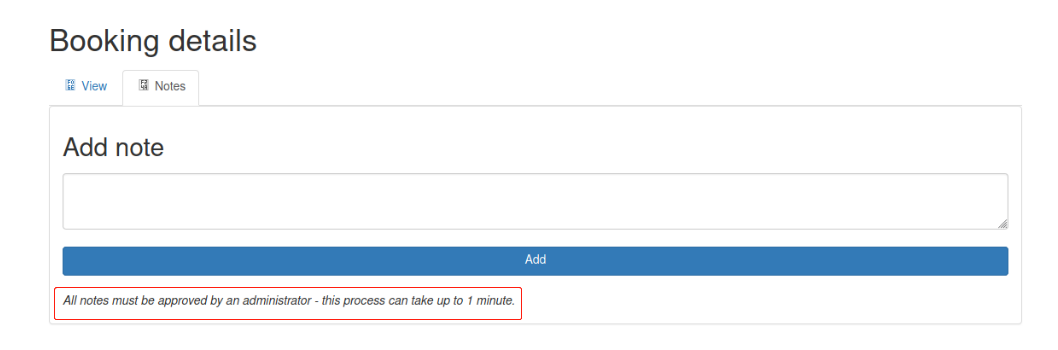 Booking details
View
Notes
Add note
Add
All notes must be approved by an administrator - this process can take up to 1 minute.